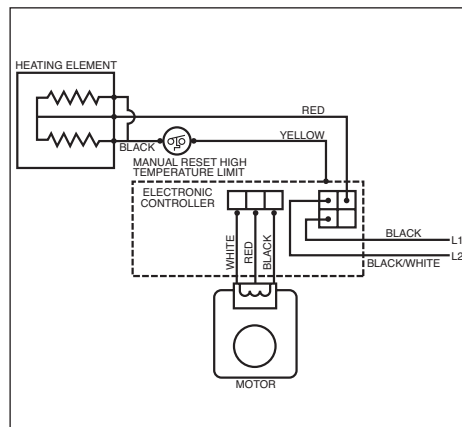 HEATING ELEMENT
RED
YELLOW
BLACK
MANUAL RESET HIGH
TEMPERATURE LIMIT
ELECTRONIC
CONTROLLER
WHITE
RED
BLACK
BLACK
L1
L2
BLACK/WHITE
MOTOR